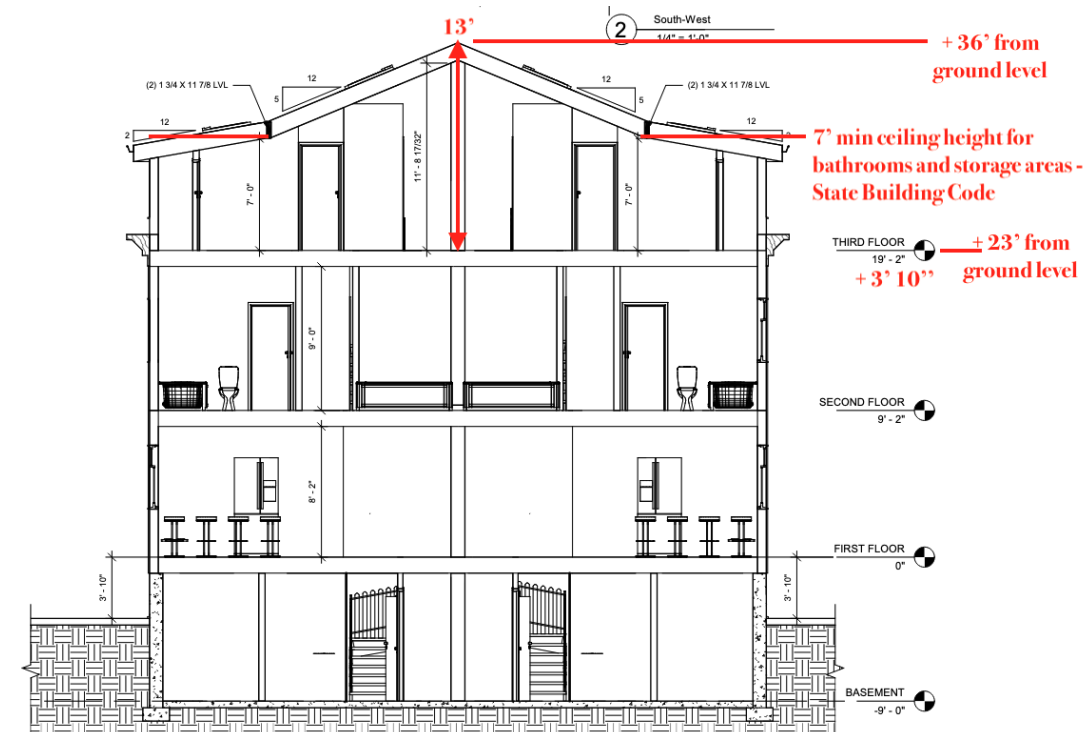 13’
2
South-West
1/4" = 1'-0"
+ 36’ from
ground level
12
5
(2) 1 3/4 X 11 7/8 LVL
12
5
(2) 1 3/4 X 11 7/8 LVL
12
2
12
2
7’ min ceiling height for
bathrooms and storage areas -
State Building Code
11' - 8 17/32"
7' - 0"
7' - 0"
THIRD FLOOR
19' - 2"
+ 23’ from
ground level
+ 3’ 10’’
9' - 0"
SECOND FLOOR
9' - 2"
8' - 2"
FIRST FLOOR
0"
3' - 10"
3' - 10"
BASEMENT
-9' - 0"